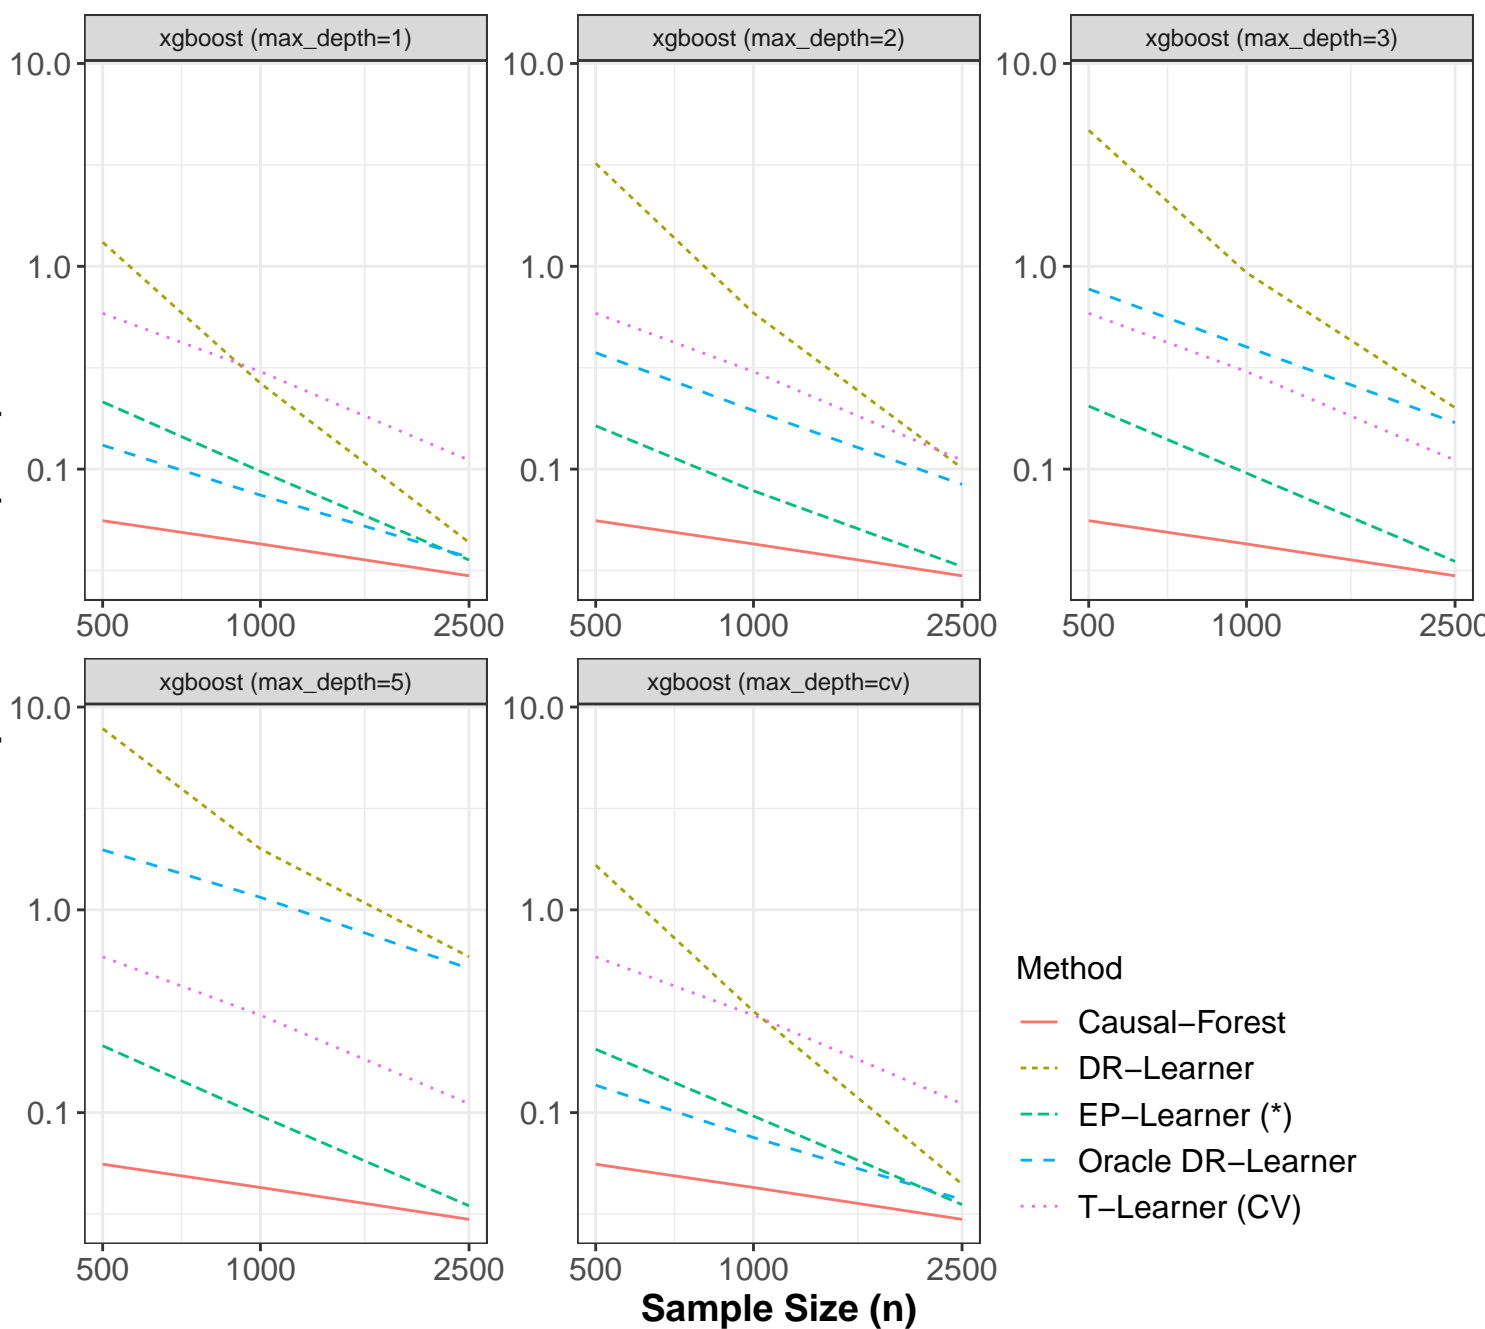 xgboost (max_depth=1)
xgboost (max_depth=2)
xgboost (max_depth=3)
10.0
1.0
0.1
10.0
1.0
0.1
10.0
1.0
0.1
500 1000 2500
500 1000 2500
500 1000 2500
xgboost (max_depth=5)
xgboost (max_depth=cv)
10.0
1.0
0.1
10.0
1.0
0.1
500 1000 2500
500 1000 2500
Sample Size (n)
Method
Causal−Forest
DR−Learner
EP−Learner (*)
Oracle DR−Learner
T−Learner (CV)